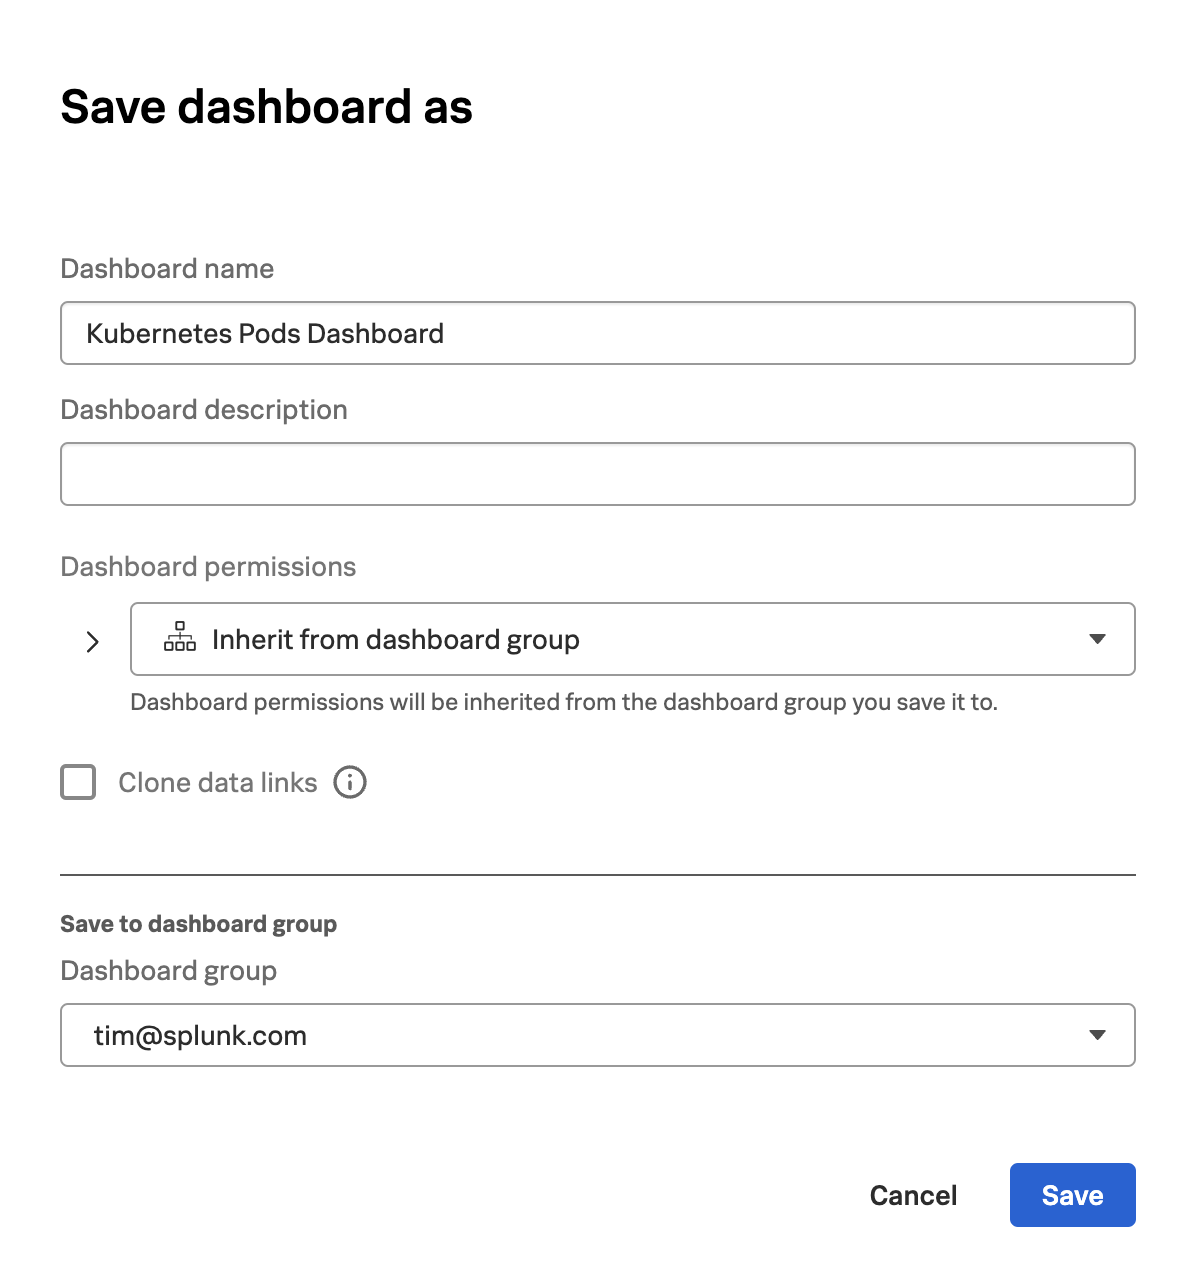 Save dashboard as
Dashboard name
Kubernetes Pods Dashboard
Dashboard description
Dashboard permissions
Inherit from dashboard group
Dashboard permissions will be inherited from the dashboard group you save it to.
Clone data links
Save to dashboard group
Dashboard group
tim@splunk.com
Cancel
Save